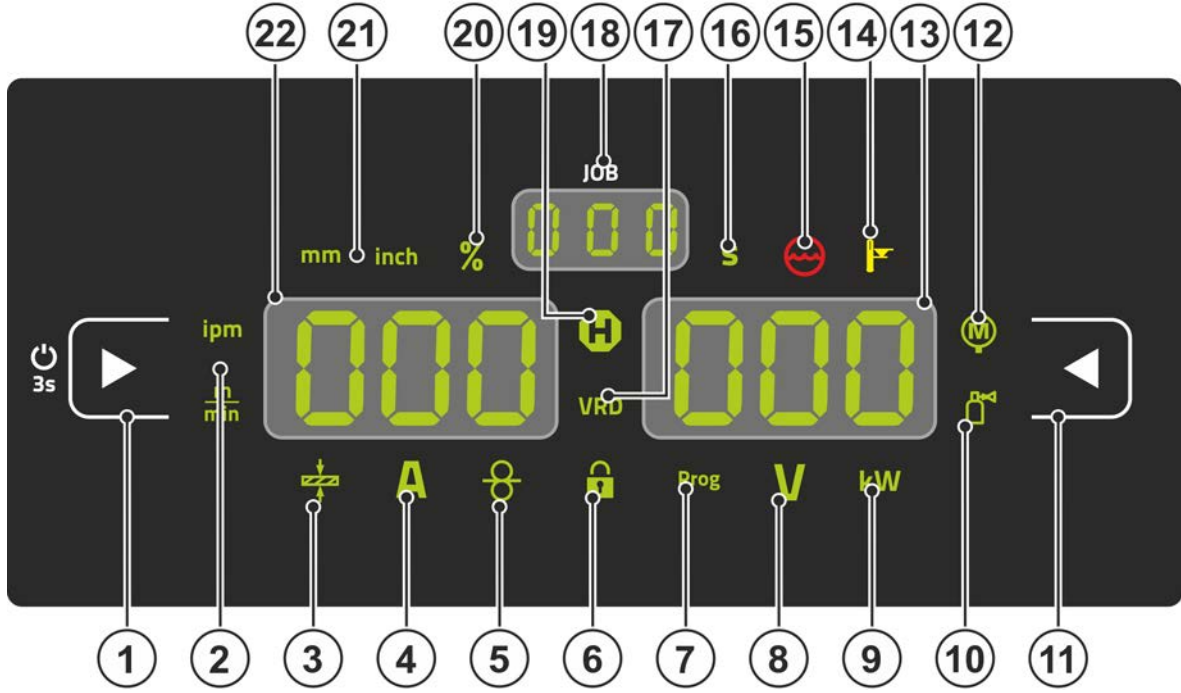 22 21 20 19 18 17 16 15 14 13 12
JOB
000
mm inch % s
ipm
000 H 000 M
3s
m
min
VRD
A Prog V kW
1 2 3 4 5 6 7 8 9 10 11